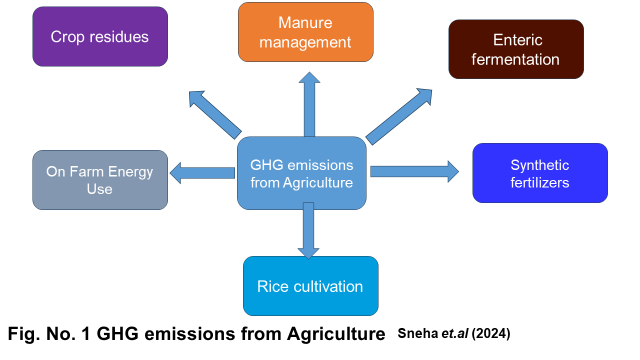 Crop residues
Manure
management
Enteric
fermentation
On Farm Energy
Use
GHG emissions
from Agriculture
Synthetic
fertilizers
Rice cultivation
Fig. No. 1 GHG emissions from Agriculture Sneha et.al (2024)